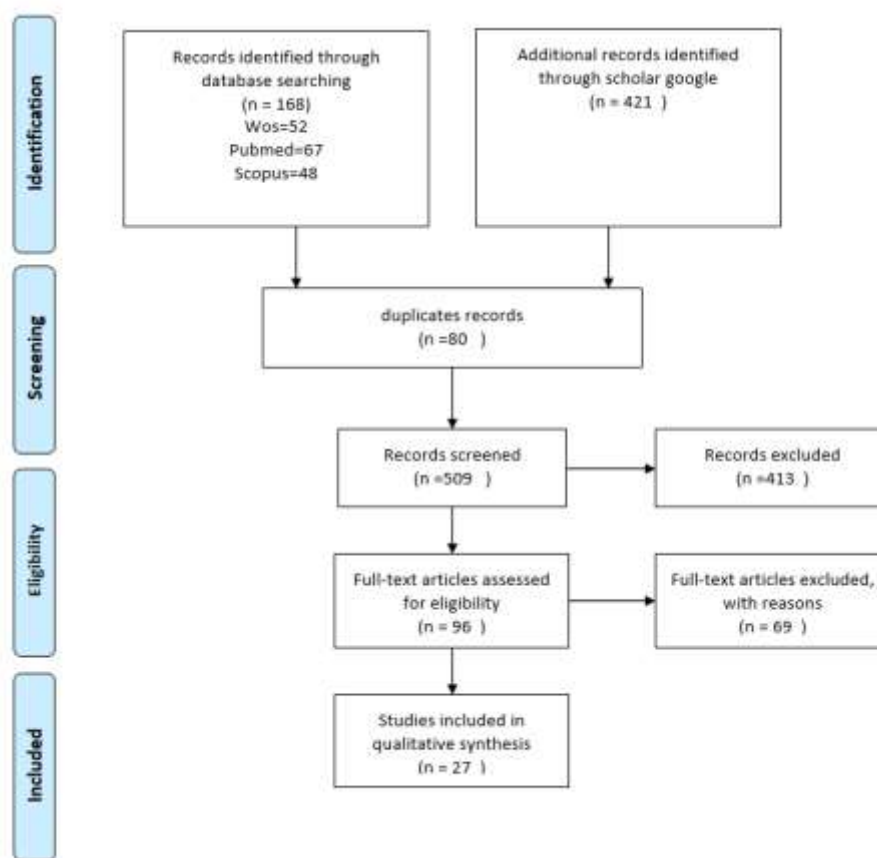 Identification
Records identified through
database searching
(n = 168)
Wos=52
Pubmed=67
Scopus=48
Additional records identified
through scholar google
(n = 421   )
Screening
duplicates records
(n =80   )
Records screened
(n =509   )
Records excluded
(n =413   )
Eligibility
Full-text articles assessed
for eligibility
(n = 96   )
Full-text articles excluded,
with reasons
(n = 69   )
Included
Studies included in
qualitative synthesis
(n = 27   )